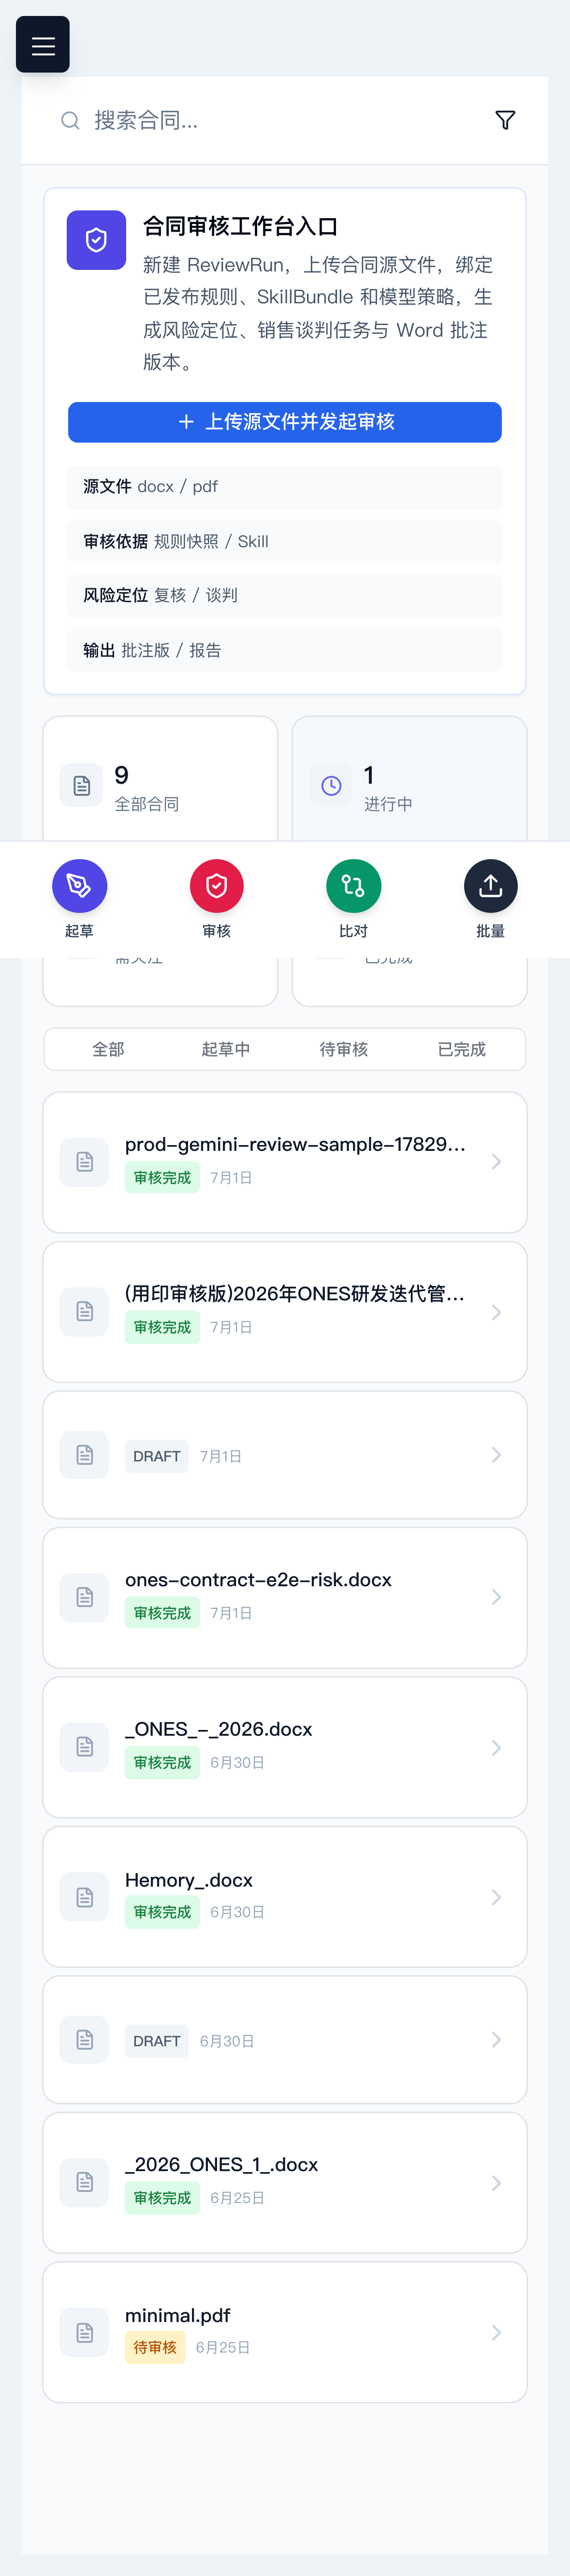 搜索合同...
合同审核工作台入口
新建 ReviewRun，上传合同源文件，绑定
已发布规则、SkillBundle 和模型策略，生
成风险定位、销售谈判任务与 Word 批注
版本。
+ 上传源文件并发起审核
源文件 docx / pdf
审核依据 规则快照 / Skill
风险定位 复核 / 谈判
输出 批注版 / 报告
9
全部合同
1
进行中
起草
审核
比对
批量
需关注
已完成
全部
起草中
待审核
已完成
prod-gemini-review-sample-17829...
审核完成 7月1日
(用印审核版)2026年ONES研发迭代管...
审核完成 7月1日
DRAFT 7月1日
ones-contract-e2e-risk.docx
审核完成 7月1日
_ONES_-_2026.docx
审核完成 6月30日
Hemory_.docx
审核完成 6月30日
DRAFT 6月30日
_2026_ONES_1_.docx
审核完成 6月25日
minimal.pdf
待审核 6月25日